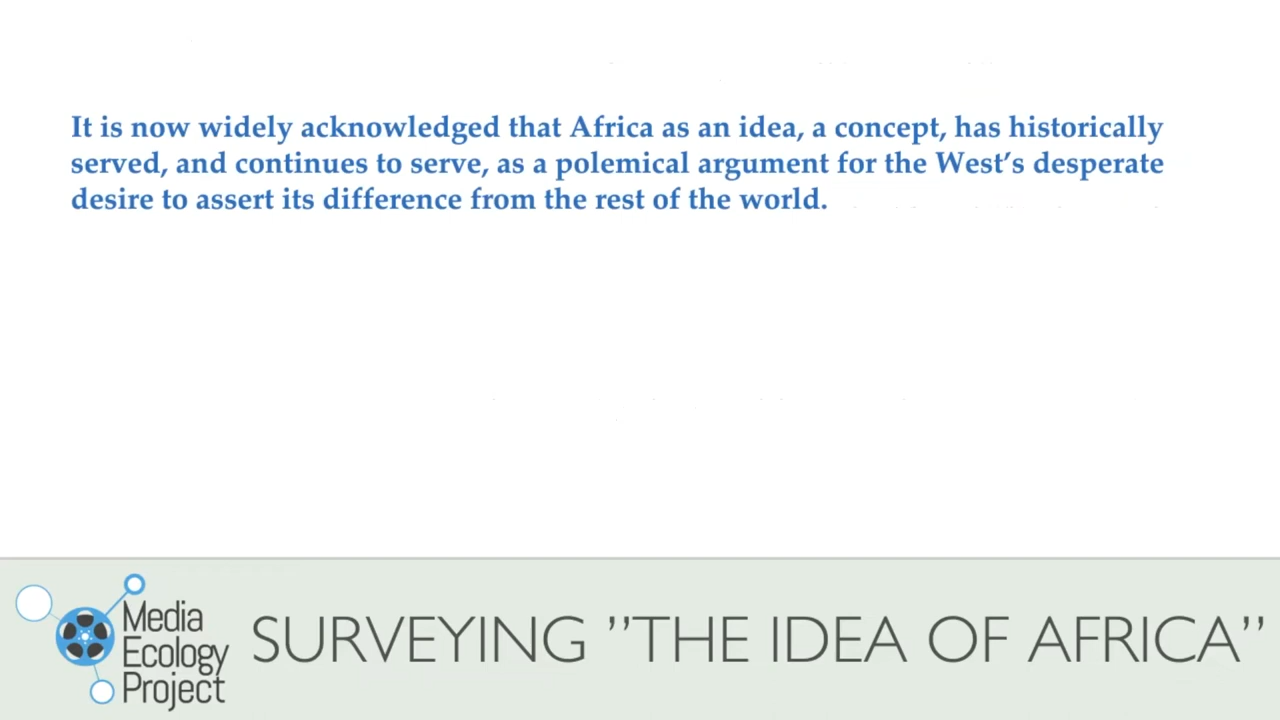 It is now widely acknowledged that Africa as an idea, a concept, has historically
served, and continues to serve, as a polemical argument for the West’s desperate
desire to assert its difference from the rest of the world.
Media
Ecology
Project
SURVEYING ”THE IDEA OF AFRICA”